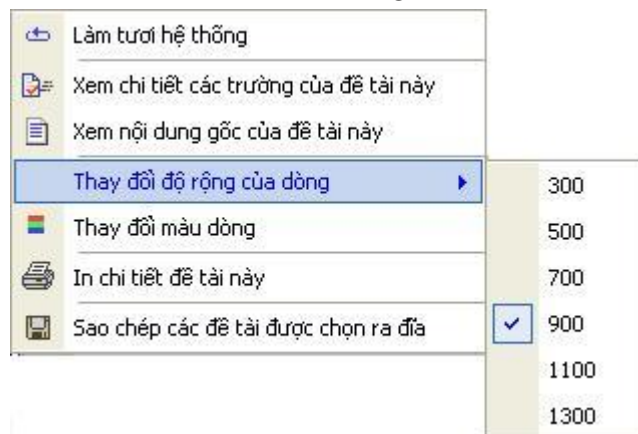 Làm tươi hệ thống
Xem chi tiết các trường của đề tài này
Xem nội dung gốc của đề tài này
Thay đổi độ rộng của dòng
Thay đổi màu dòng
In chi tiết đề tài này
Sao chép các đề tài được chọn ra đĩa
300
500
700
900
1100
1300